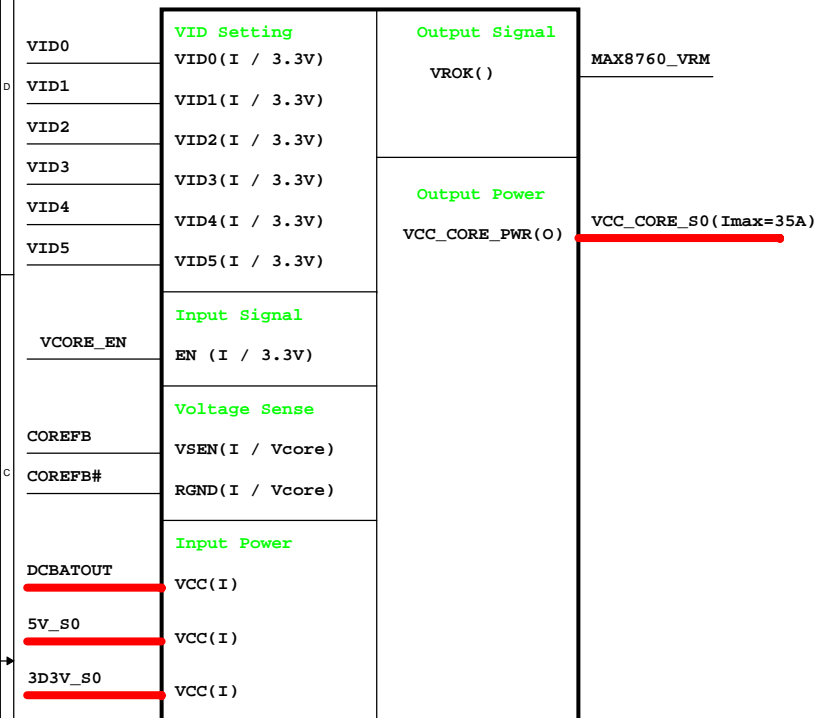 D
C
VID0
VID1
VID2
VID3
VID4
VID5
VCORE_EN
COREFB
COREFB#
DCBATOUT
5V_S0
3D3V_S0
VID Setting
VID0(I / 3.3V)
VID1(I / 3.3V)
VID2(I / 3.3V)
VID3(I / 3.3V)
VID4(I / 3.3V)
VID5(I / 3.3V)
Input Signal
EN (I / 3.3V)
Voltage Sense
VSEN(I / Vcore)
RGND(I / Vcore)
Input Power
VCC(I)
VCC(I)
VCC(I)
Output Signal
VROK()
Output Power
VCC_CORE_PWR(O)
MAX8760_VRM
VCC_CORE_S0(Imax=35A)